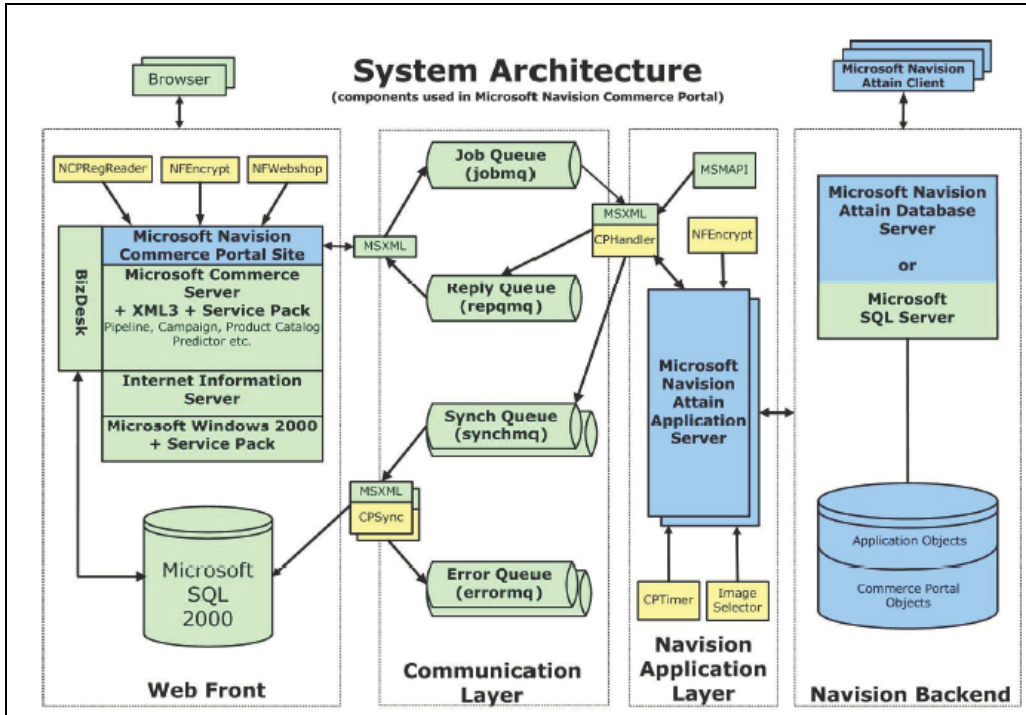 System Architecture
(components used in Microsoft Navision Commerce Portal)
Browser
NCPRegReader
NFEncrypt
NFWebshop
BizDesk
Microsoft Navision
Commerce Portal Site
Microsoft Commerce
Server
+ XML3 + Service Pack
Pipeline, Campaign, Product Catalog
Predictor etc.
Internet Information
Server
Microsoft Windows 2000
+ Service Pack
Microsoft
SQL
2000
Web Front
Job Queue
(jobmq)
MSXML
Reply Queue
(repqmq)
Synch Queue
(synchmq)
MSXML
CPSync
Error Queue
(errormq)
Communication
Layer
MSXML
CPHandler
MSMAPI
NFEncrypt
Microsoft
Navision
Attain
Application
Server
CPTimer
Image
Selector
Navision
Application
Layer
Microsoft Navision
Attain Client
Microsoft Navision
Attain Database
Server
or
Microsoft
SQL Server
Application Objects
Commerce Portal
Objects
Navision Backend